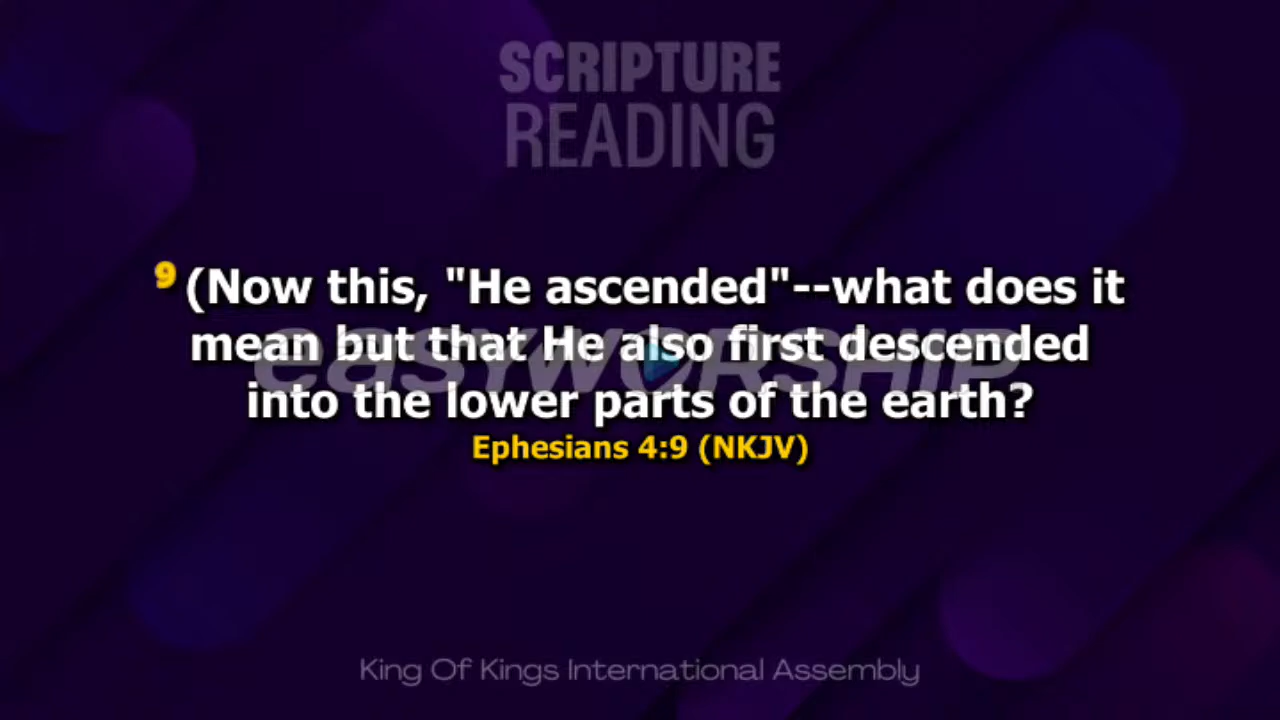 SCRIPTURE
READING
9 (Now this, "He ascended"--what does it
mean but that He also first descended
into the lower parts of the earth?
easyworship
Ephesians 4:9 (NKJV)
King Of Kings International Assembly